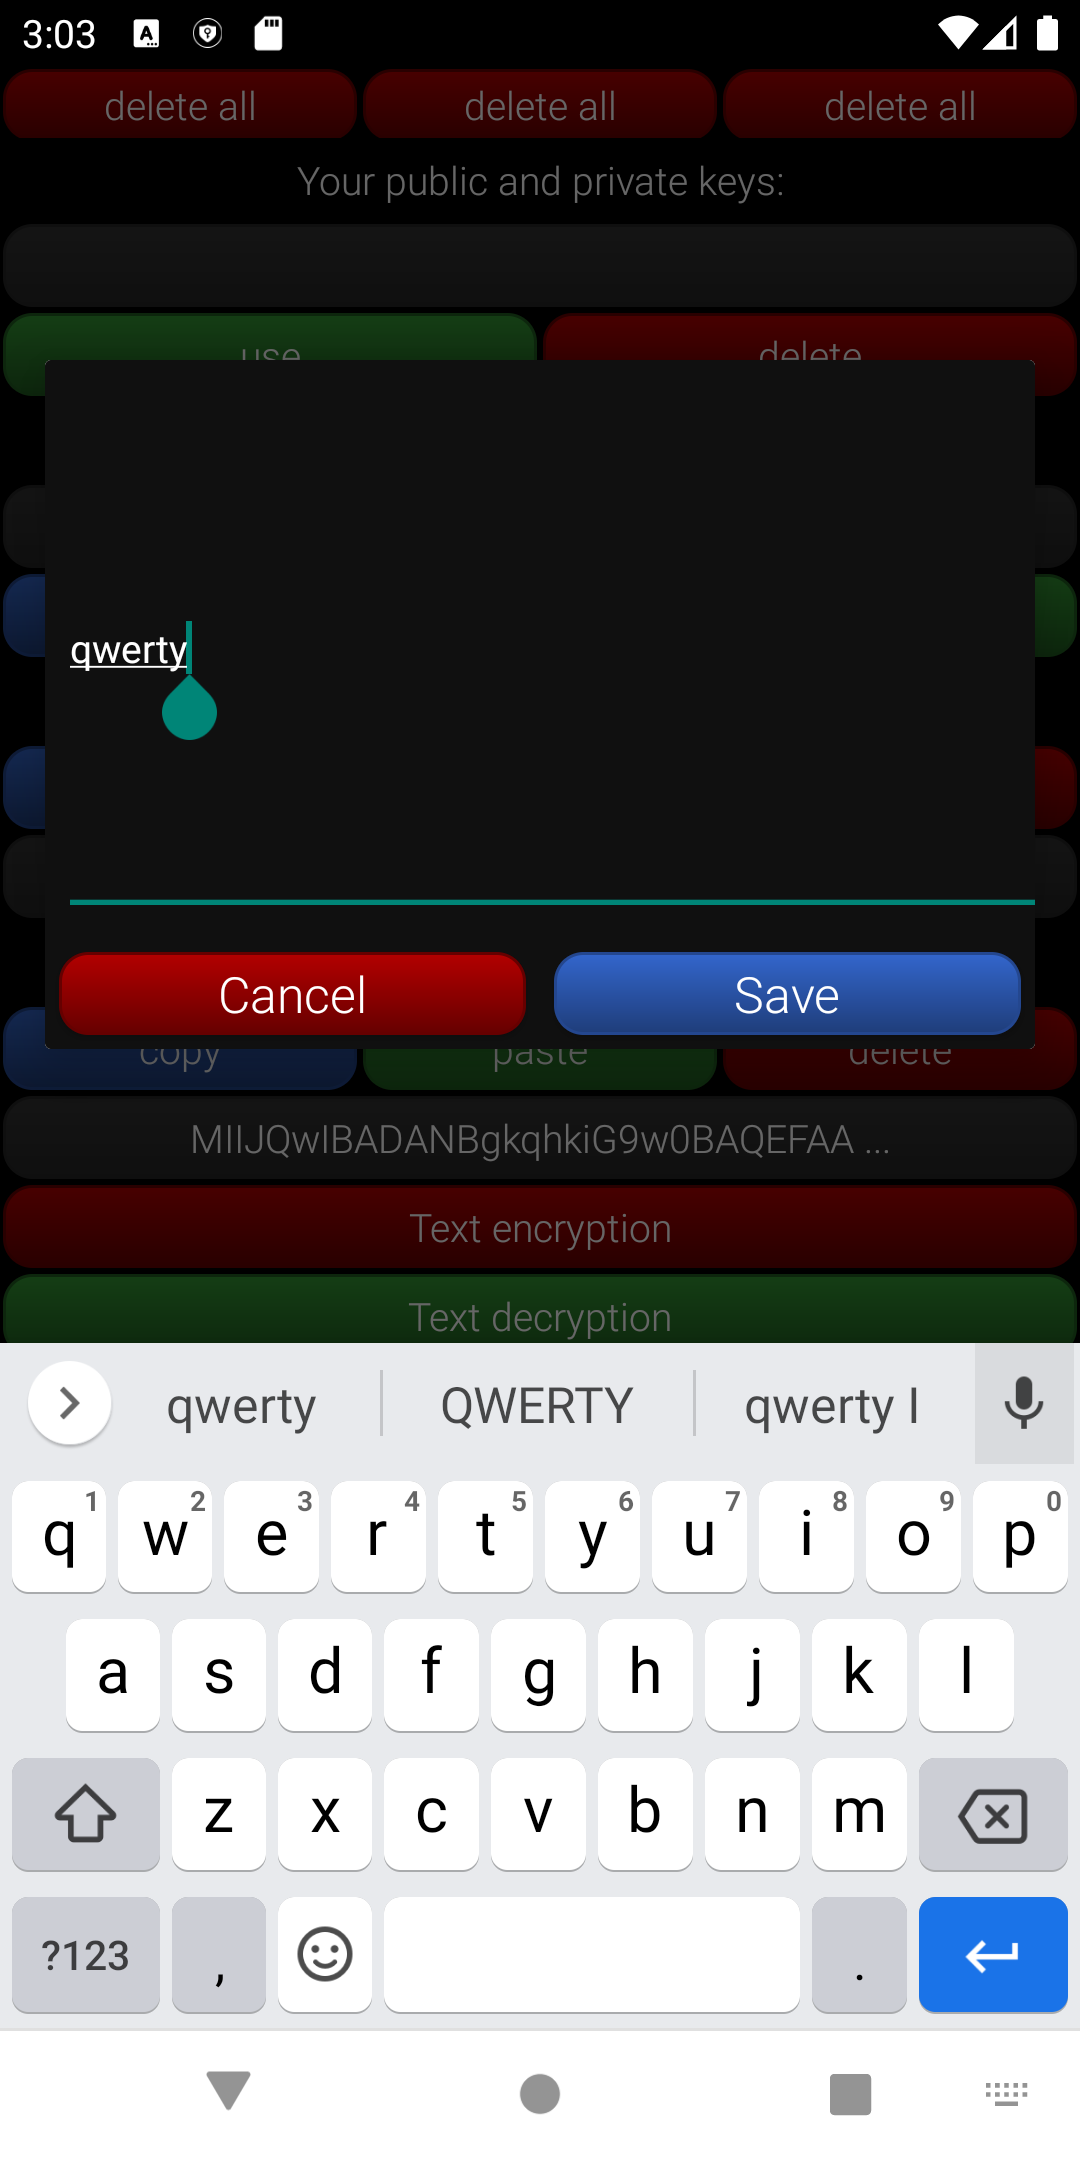 3:03
delete all delete all delete all
Your public and private keys:
use delete
qwerty
Cancel Save
copy paste delete
MIIJQwIBADANBgkqhkiG9w0BAQEFAA ...
Text encryption
Text decryption
qwerty QWERTY qwerty I
q 1 w 2 e 3 r 4 t 5 y 6 u 7 i 8 o 9 p 0
a s d f g h j k l
z x c v b n m
?123 , .